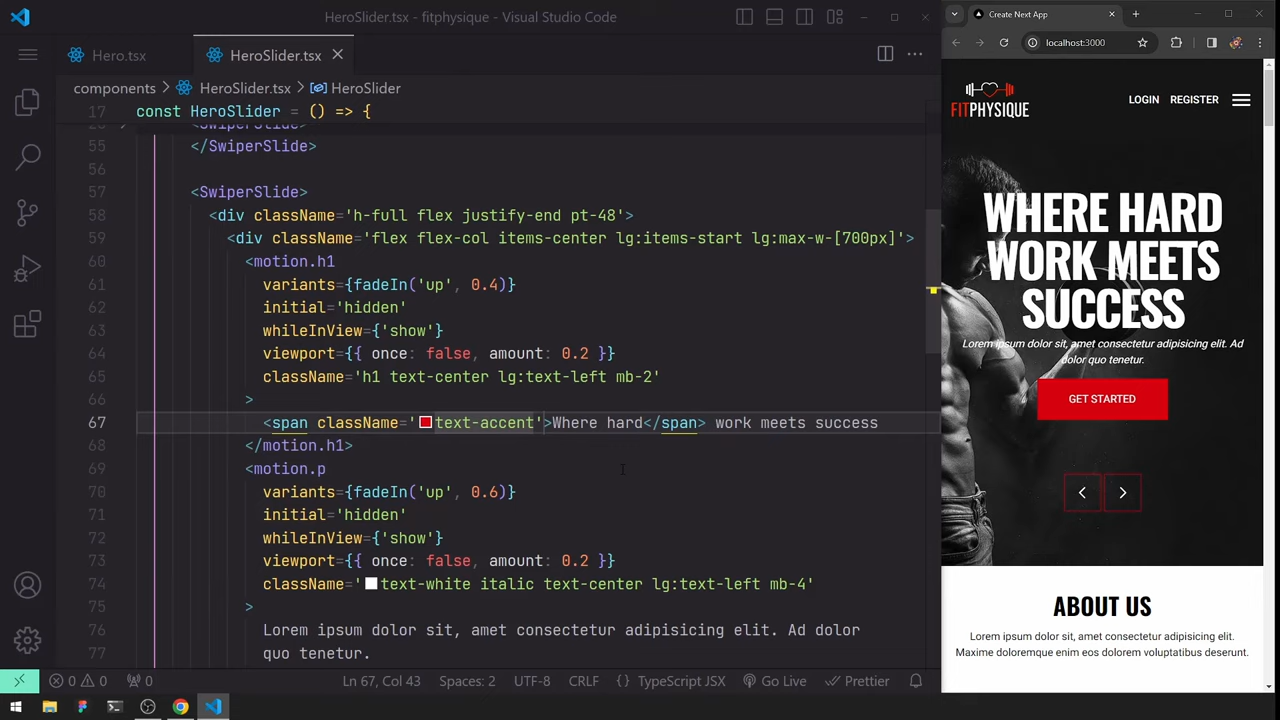 HeroSlider.tsx - fitphysique - Visual Studio Code
Hero.tsx
HeroSlider.tsx
components > HeroSlider.tsx > HeroSlider
17 const HeroSlider = () => {
55 </SwiperSlide>
56
57 <SwiperSlide>
58 <div className='h-full flex justify-end pt-48'>
59 <div className='flex flex-col items-center lg:items-start lg:max-w-[700px]'>
60 <motion.h1
61 variants={fadeIn('up', 0.4)}
62 initial='hidden'
63 whileInView={'show'}
64 viewport={{ once: false, amount: 0.2 }}
65 className='h1 text-center lg:text-left mb-2'
66 >
67 <span className='text-accent'>Where hard</span> work meets success
68 </motion.h1>
69 <motion.p
70 variants={fadeIn('up', 0.6)}
71 initial='hidden'
72 whileInView={'show'}
73 viewport={{ once: false, amount: 0.2 }}
74 className='text-white italic text-center lg:text-left mb-4'
75 >
76 Lorem ipsum dolor sit, amet consectetur adipisicing elit. Ad dolor
77 quo tenetur.
0 0 0 Ln 67, Col 43 Spaces: 2 UTF-8 CRLF {} TypeScript JSX Go Live Prettier
Create Next App
localhost:3000
FITPHYSIQUE
LOGIN REGISTER
WHERE HARD
WORK MEETS
SUCCESS
Lorem ipsum dolor sit, amet consectetur adipisicing elit. Ad
dolor quo tenetur.
GET STARTED
ABOUT US
Lorem ipsum dolor sit amet consectetur adipisicing elit.
Maxime doloremque eum dolorem voluptatibus deserunt.